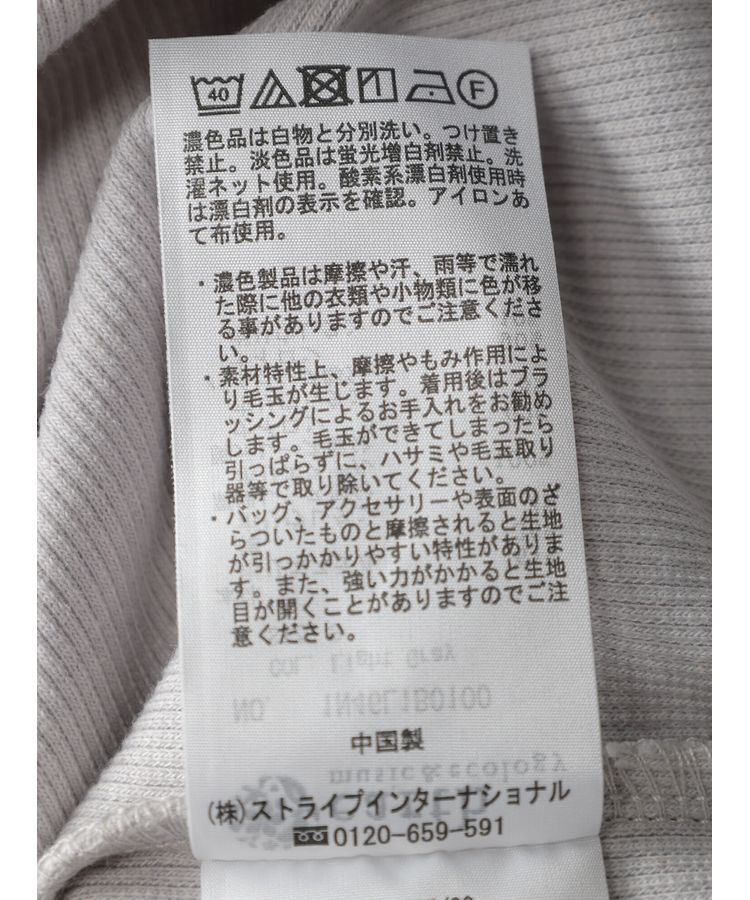 40 F
濃色品は白物と分別洗い。つけ置き
禁止。淡色品は蛍光増白剤禁止。洗
濯ネット使用。酸素系漂白剤使用時
は漂白剤の表示を確認。アイロンあ
て布使用。
・濃色製品は摩擦や汗、雨等で濡れ
た際に他の衣類や小物類に色が移
る事がありますのでご注意くださ
い。
・素材特性上、摩擦やもみ作用によ
り毛玉が生じます。着用後はブラ
ッシングによるお手入れをお勧め
します。毛玉ができてしまったら
引っぱらずに、ハサミや毛玉取り
器等で取り除いてください。
・バッグ、アクセサリーや表面のざ
らついたものと摩擦されると生地
が引っかかりやすい特性がありま
す。また、強い力がかかると生地
目が開くことがありますのでご注
意ください。
COL. Light Gray
NO. 1N46L1B0100
中国製
music&ecology
(株)ストライプインターナショナル
0120-659-591